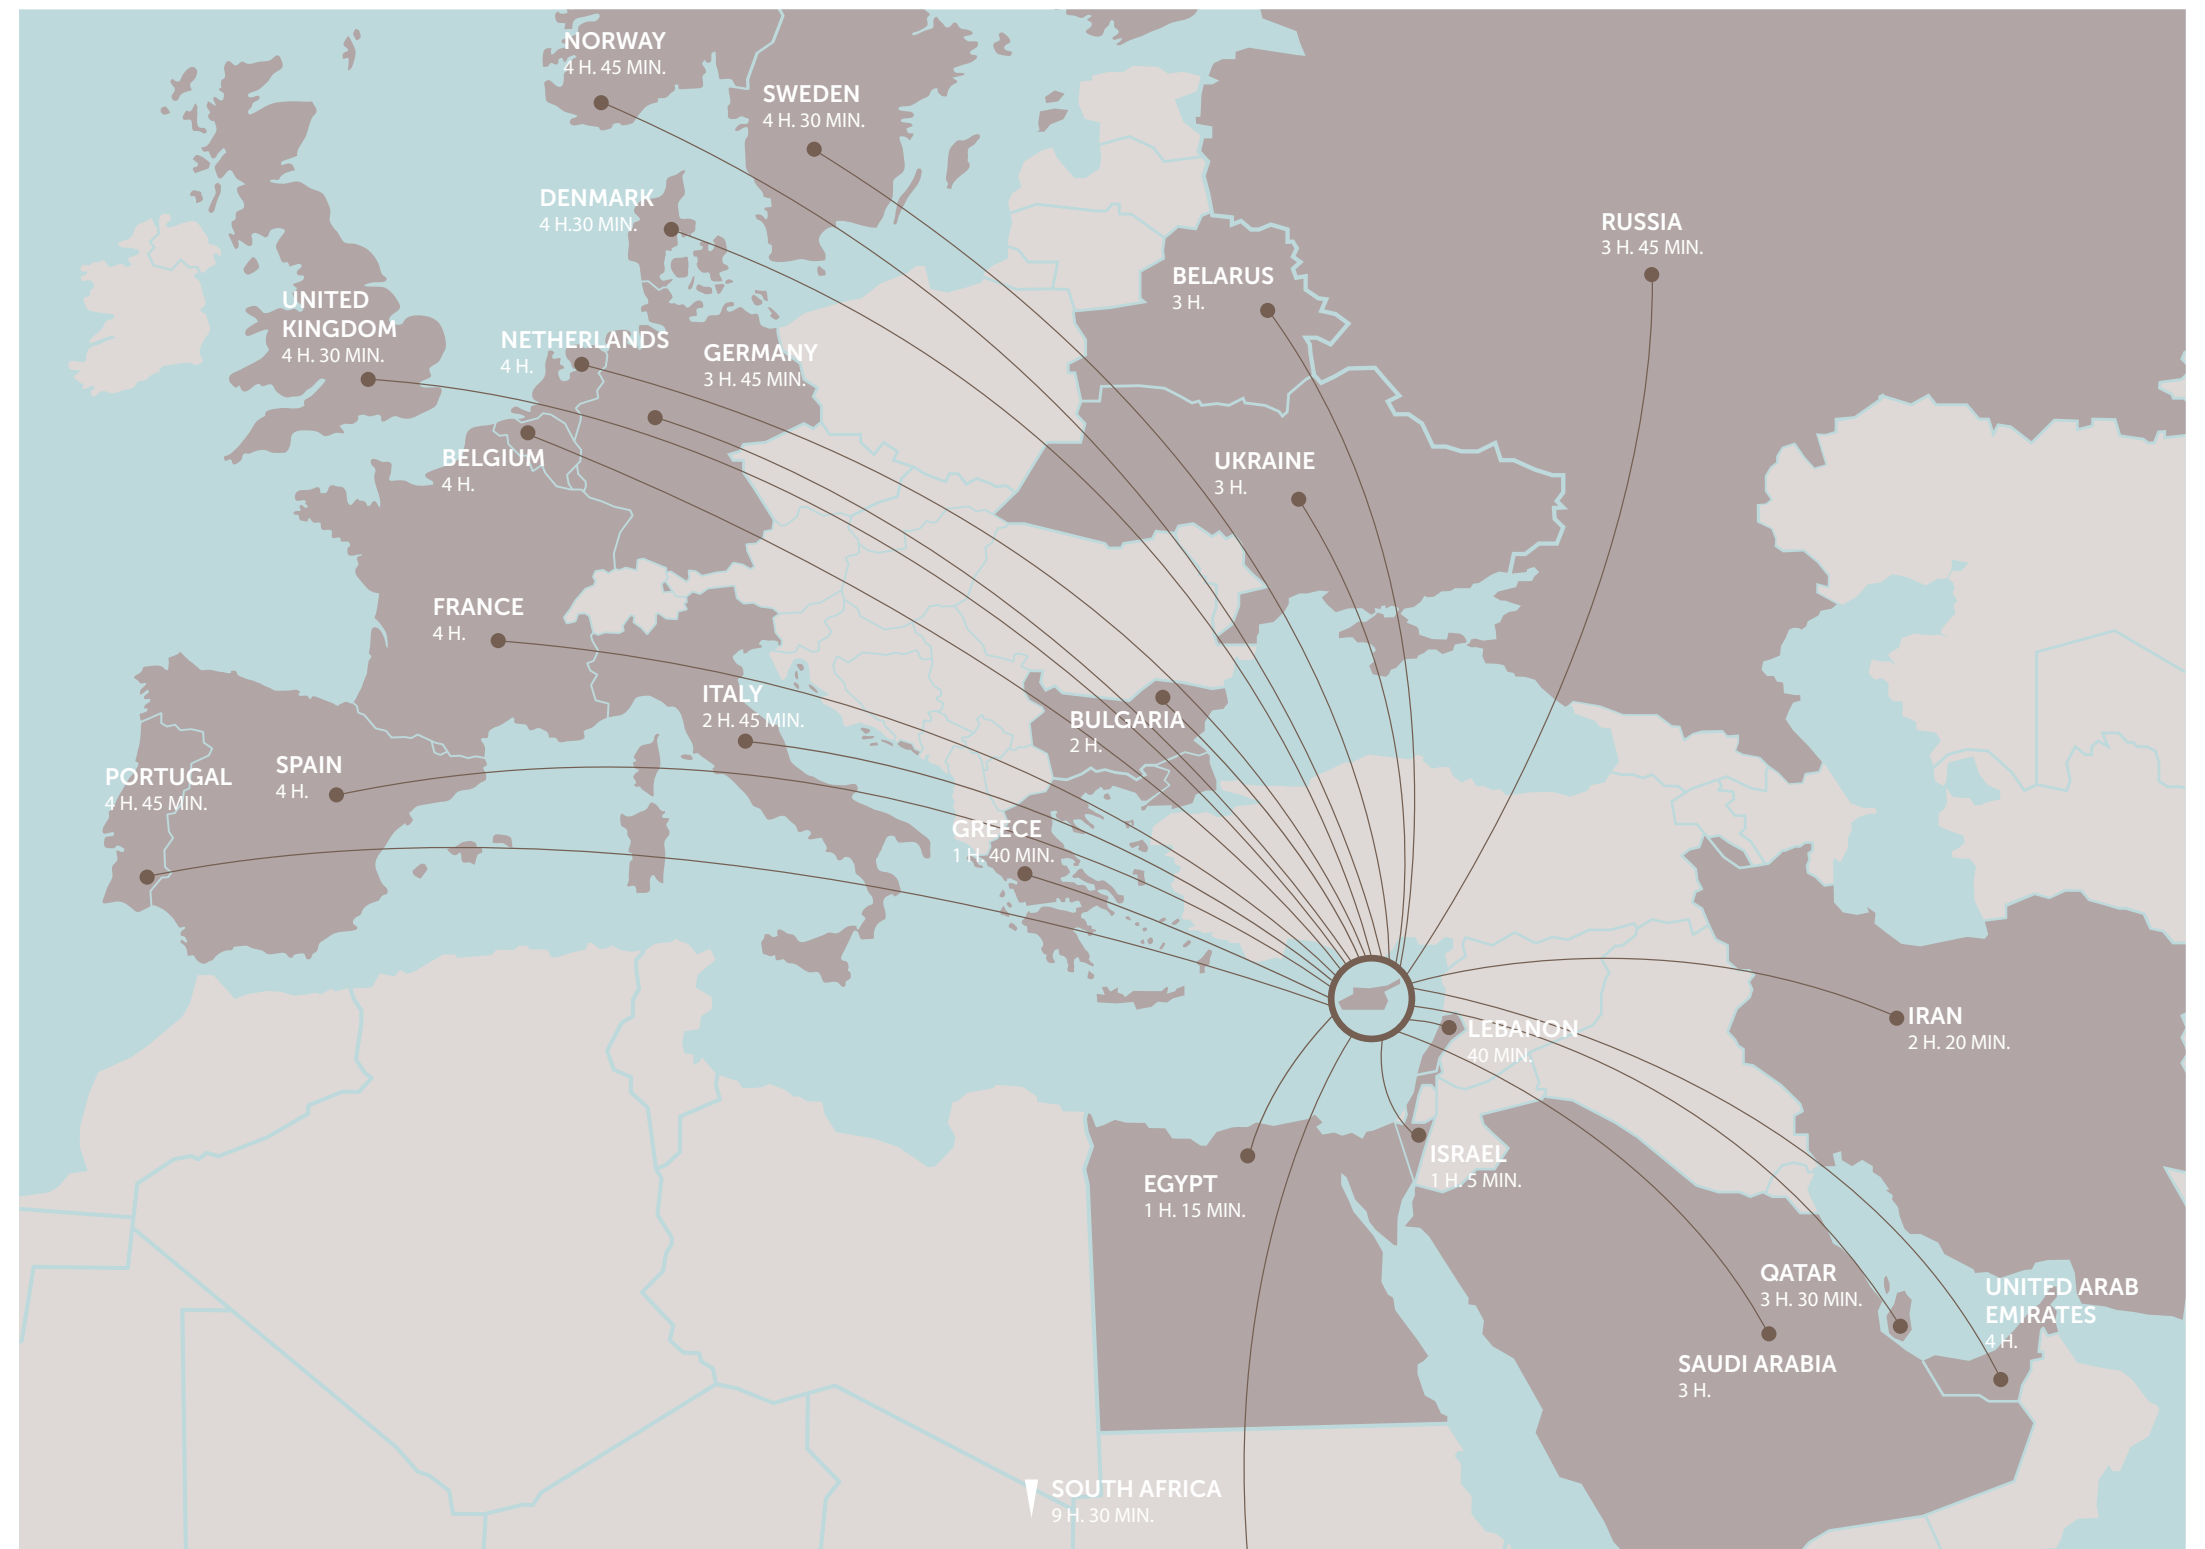 NORWAY
4 H. 45 MIN.
SWEDEN
4 H. 30 MIN.
DENMARK
4 H.30 MIN.
RUSSIA
3 H. 45 MIN.
BELARUS
3 H.
UNITED
KINGDOM
4 H. 30 MIN.
NETHERLANDS
4 H.
GERMANY
3 H. 45 MIN.
BELGIUM
4 H.
UKRAINE
3 H.
FRANCE
4 H.
ITALY
2 H. 45 MIN.
BULGARIA
2 H.
PORTUGAL
4 H. 45 MIN.
SPAIN
4 H.
GREECE
1 H. 40 MIN.
IRAN
2 H. 20 MIN.
LEBANON
40 MIN.
ISRAEL
1 H. 5 MIN.
EGYPT
1 H. 15 MIN.
QATAR
3 H. 30 MIN.
UNITED ARAB
EMIRATES
4 H.
SAUDI ARABIA
3 H.
SOUTH AFRICA
9 H. 30 MIN.